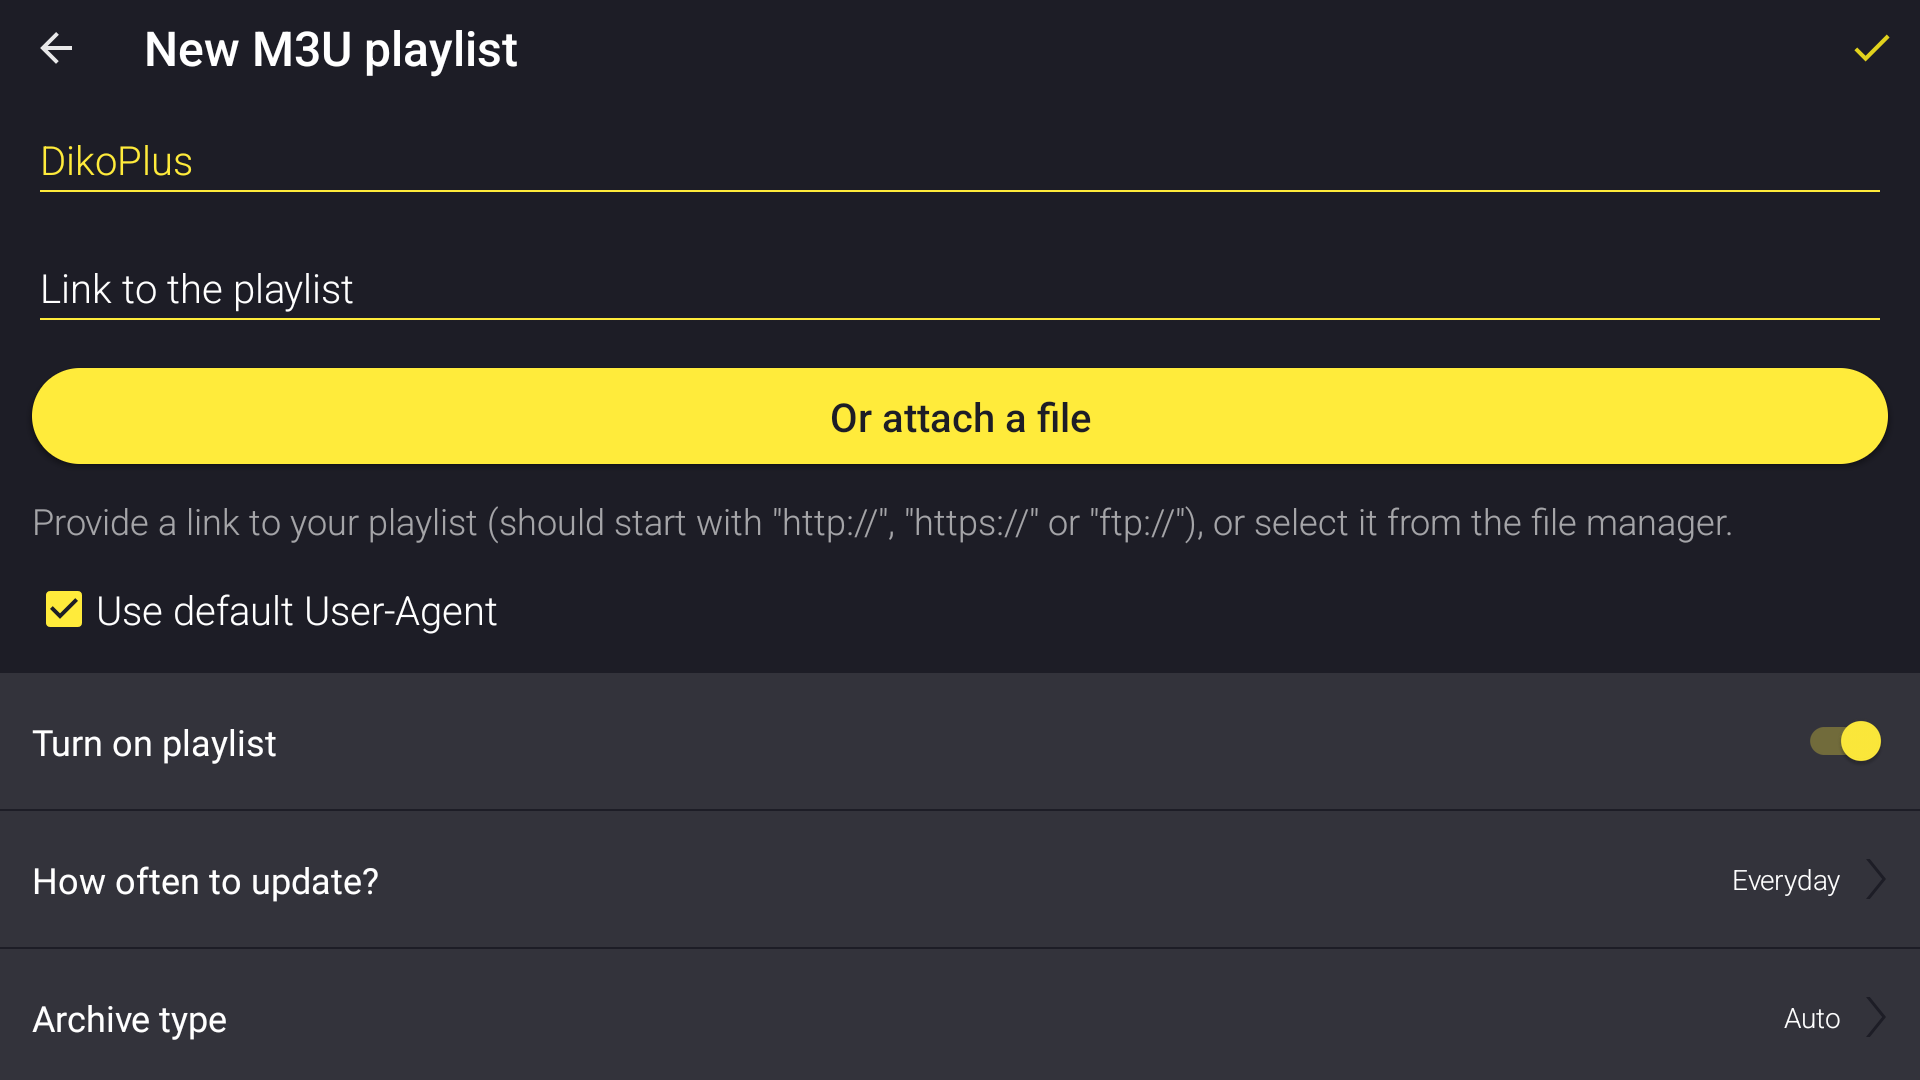 New M3U playlist
DikoPlus
Link to the playlist
Or attach a file
Provide a link to your playlist (should start with "http://", "https://" or "ftp://"), or select it from the file manager.
Use default User-Agent
Turn on playlist
How often to update?
Everyday
Archive type
Auto